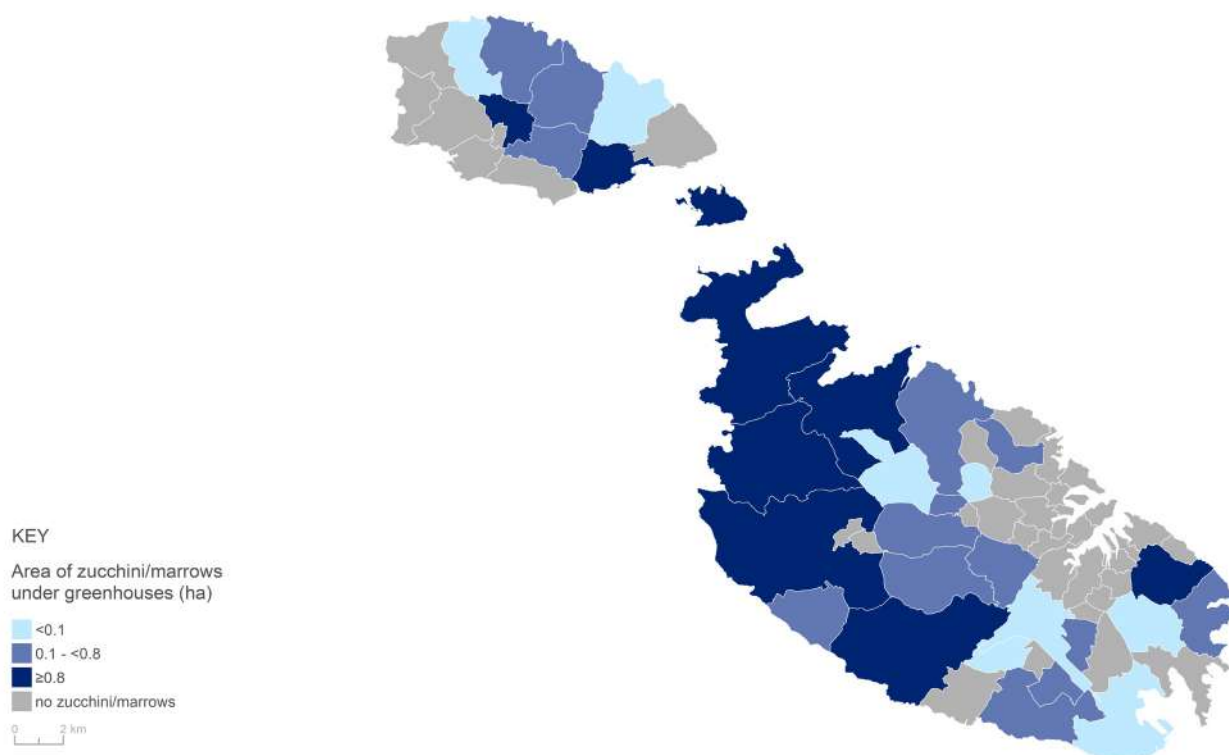 KEY
Area of zucchini/marrows
under greenhouses (ha)
<0.1
0.1 - <0.8
≥0.8
no zucchini/marrows
0 2 km